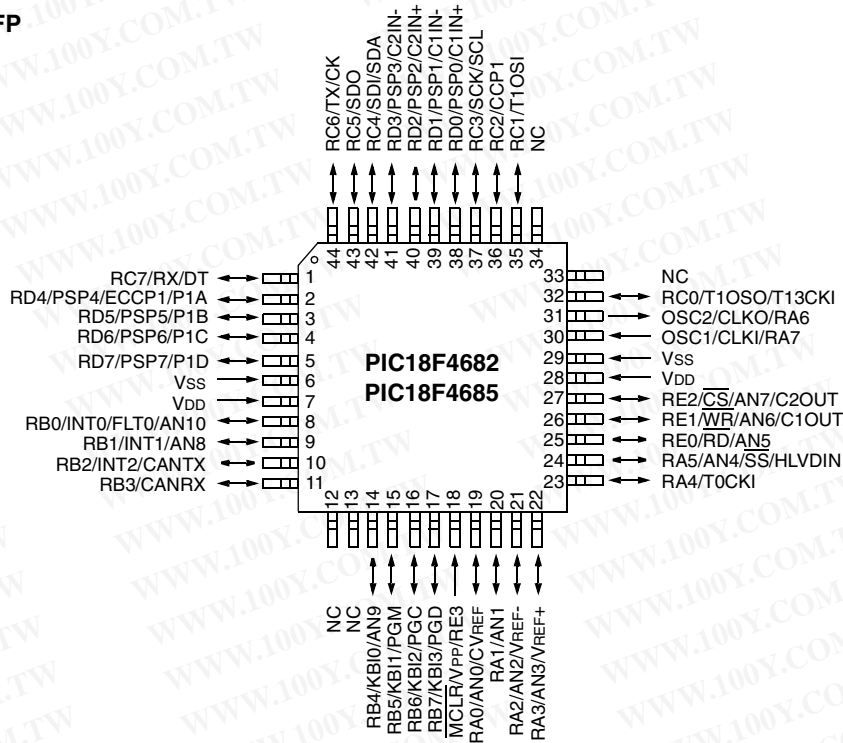 FP
RC6/TX/CK
RC5/SDO
RC4/SDI/SDA
RD3/PSP3/C2IN-
RD2/PSP2/C2IN+
RD1/PSP1/C1IN-
RD0/PSP0/C1IN+
RC3/SCK/SCL
RC2/CCP1
RC1/T1OSI
NC
44
43
42
41
40
39
38
37
36
35
34
RC7/RX/DT 1
RD4/PSP4/ECCP1/P1A 2
RD5/PSP5/P1B 3
RD6/PSP6/P1C 4
RD7/PSP7/P1D 5
VSS 6
VDD 7
RB0/INT0/FLT0/AN10 8
RB1/INT1/AN8 9
RB2/INT2/CANTX 10
RB3/CANRX 11
PIC18F4682
PIC18F4685
33 NC
32 RC0/T1OSO/T13CKI
31 OSC2/CLKO/RA6
30 OSC1/CLKI/RA7
29 VSS
28 VDD
27 RE2/CS/AN7/C2OUT
26 RE1/WR/AN6/C1OUT
25 RE0/RD/AN5
24 RA5/AN4/SS/HLVDIN
23 RA4/T0CKI
12
13
14
15
16
17
18
19
20
21
22
NC
NC
RB4/KBI0/AN9
RB5/KBI1/PGM
RB6/KBI2/PGC
RB7/KBI3/PGD
MCLR/VPP/RE3
RA0/AN0/CVREF
RA1/AN1
RA2/AN2/VREF-
RA3/AN3/VREF+
WWW.100Y.COM.TW